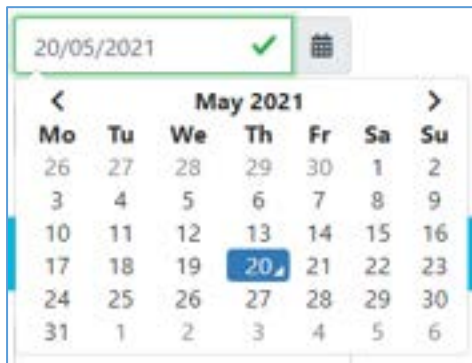 20/05/2021
May 2021
Mo Tu We Th Fr Sa Su
26 27 28 29 30 1 2
3 4 5 6 7 8 9
10 11 12 13 14 15 16
17 18 19 20 21 22 23
24 25 26 27 28 29 30
31 1 2 3 4 5 6